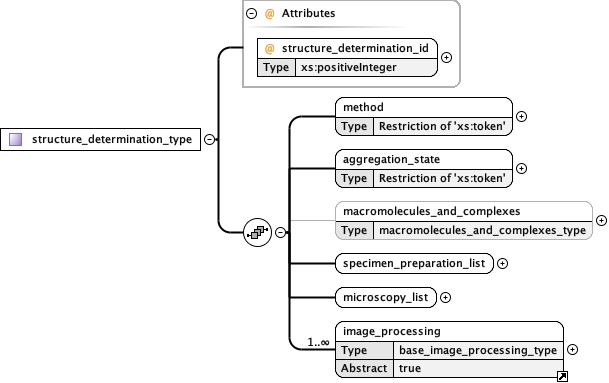 @ Attributes
@ structure_determination_id
Type xs:positiveInteger
structure_determination_type
method
Type Restriction of 'xs:token'
aggregation_state
Type Restriction of 'xs:token'
macromolecules_and_complexes
Type macromolecules_and_complexes_type
specimen_preparation_list
microscopy_list
1..∞
image_processing
Type base_image_processing_type
Abstract true